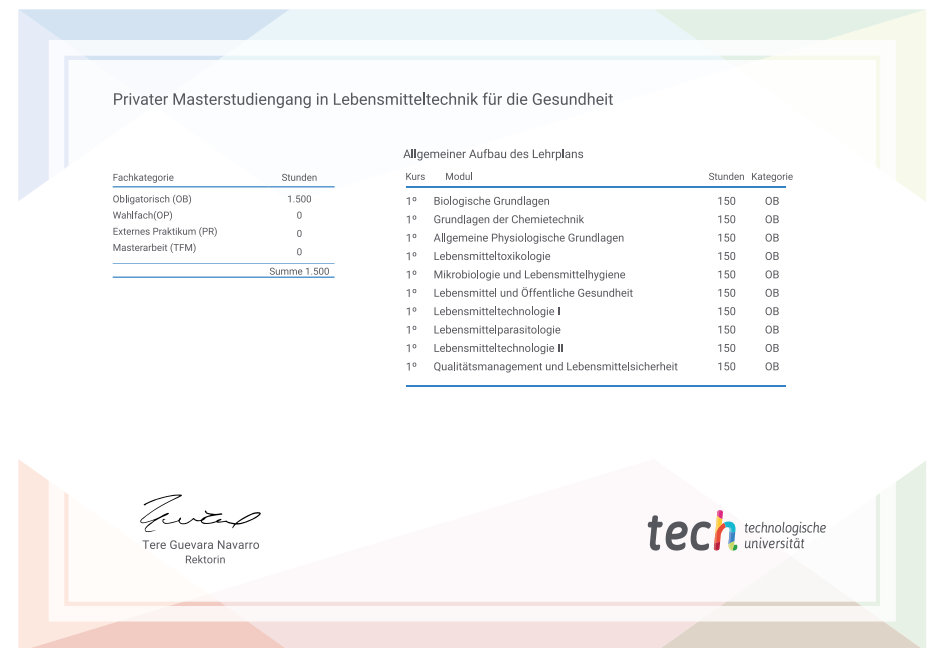 Privater Masterstudiengang in Lebensmitteltechnik für die Gesundheit
Fachkategorie Stunden
Obligatorisch (OB) 1.500
Wahlfach(OP) 0
Externes Praktikum (PR) 0
Masterarbeit (TFM) 0
Summe 1.500
Allgemeiner Aufbau des Lehrplans
Kurs Modul Stunden Kategorie
1º Biologische Grundlagen 150 OB
1º Grundlagen der Chemietechnik 150 OB
1º Allgemeine Physiologische Grundlagen 150 OB
1º Lebensmitteltoxikologie 150 OB
1º Mikrobiologie und Lebensmittelhygiene 150 OB
1º Lebensmittel und Öffentliche Gesundheit 150 OB
1º Lebensmitteltechnologie I 150 OB
1º Lebensmittelparasitologie 150 OB
1º Lebensmitteltechnologie II 150 OB
1º Qualitätsmanagement und Lebensmittelsicherheit 150 OB
Tere Guevara Navarro
Rektorin
tech technologische
universität